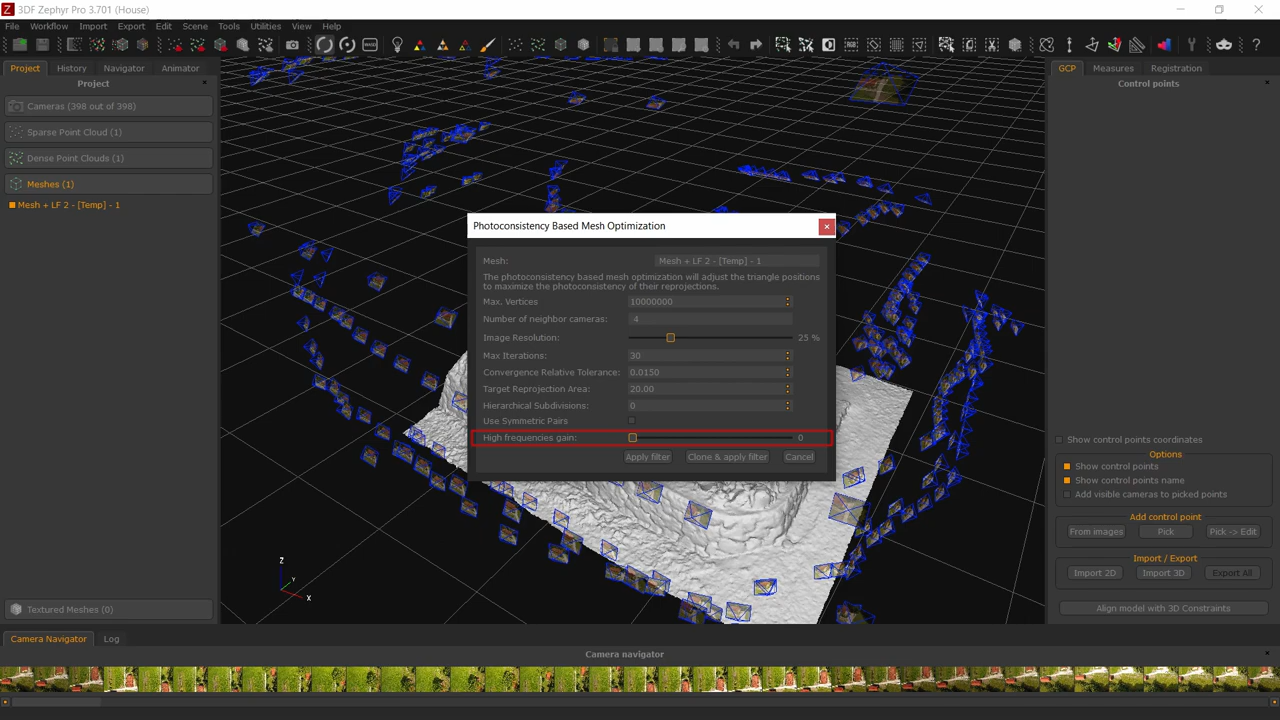 3DF Zephyr Pro 3.701 (House)
File Workflow Import Export Edit Scene Tools Utilities View Help
MASKS
RGB
Project History Navigator Animator
Project
Cameras (398 out of 398)
Sparse Point Cloud (1)
Dense Point Clouds (1)
Meshes (1)
Mesh + LF 2 - [Temp] - 1
Textured Meshes (0)
Z
Y
X
Photoconsistency Based Mesh Optimization
Mesh: Mesh + LF 2 - [Temp] - 1
The photoconsistency based mesh optimization will adjust the triangle positions
to maximize the photoconsistency of their reprojections.
Max. Vertices 10000000
Number of neighbor cameras: 4
Image Resolution: 25 %
Max Iterations: 30
Convergence Relative Tolerance: 0.0150
Target Reprojection Area: 20.00
Hierarchical Subdivisions: 0
Use Symmetric Pairs
High frequencies gain: 0
Apply filter Clone & apply filter Cancel
GCP Measures Registration
Control points
Show control points coordinates
Options
Show control points
Show control points name
Add visible cameras to picked points
Add control point
From images Pick Pick -> Edit
Import / Export
Import 2D Import 3D Export All
Align model with 3D Constraints
Camera Navigator Log
Camera navigator